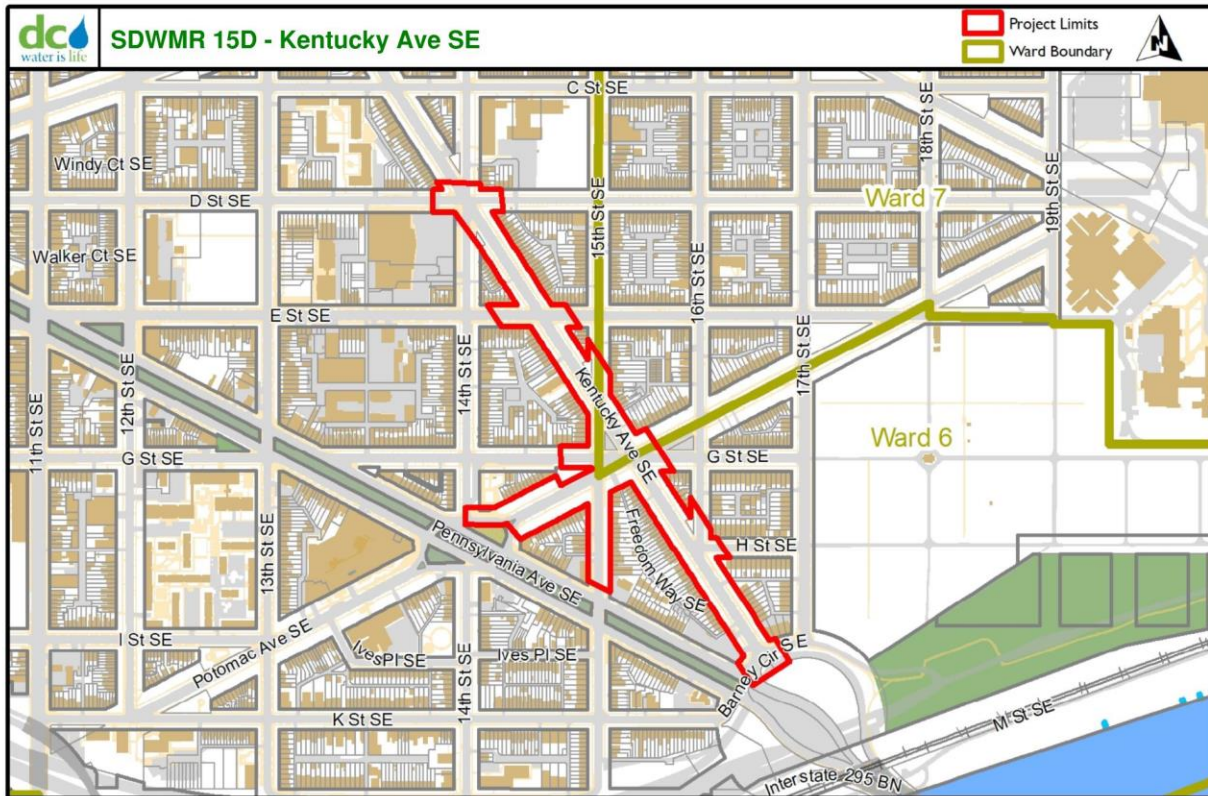 dc
water is life
SDWMR 15D - Kentucky Ave SE
Project Limits
Ward Boundary
N
C St SE
Windy Ct SE
D St SE
Walker Ct SE
E St SE
11th St SE
12th St SE
13th St SE
14th St SE
15th St SE
16th St SE
17th St SE
18th St SE
19th St SE
Ward 7
Kentucky Ave SE
Ward 6
G St SE
G St SE
Pennsylvania Ave SE
Freedom Way SE
H St SE
I St SE
Potomac Ave SE
Ives Pl SE
Ives Pl SE
14th St SE
Barney Cir S E
K St SE
M St SE
Interstate 295 BN